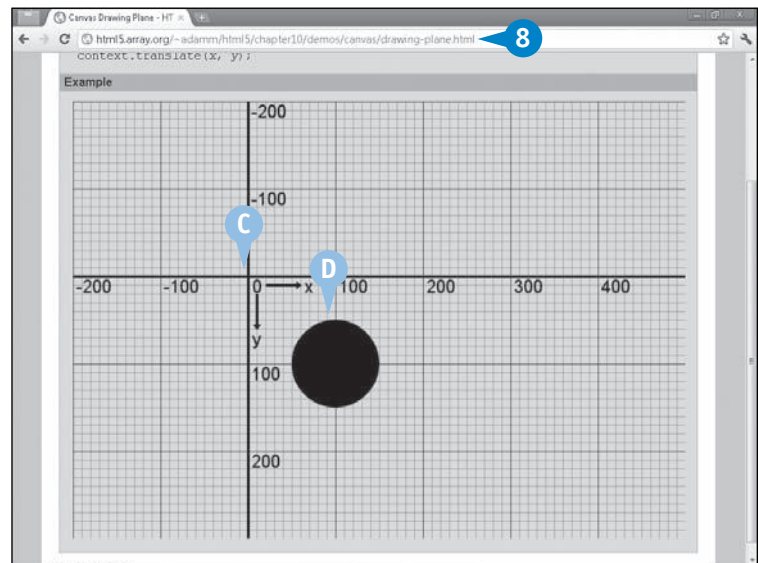 Canvas Drawing Plane - HT
html5.array.org/~adamm/html5/chapter10/demos/canvas/drawing-plane.html
8
context.translate(x, y);
Example
-200
-100
C
D
-200 -100 0 x 100 200 300 400
y
100
200